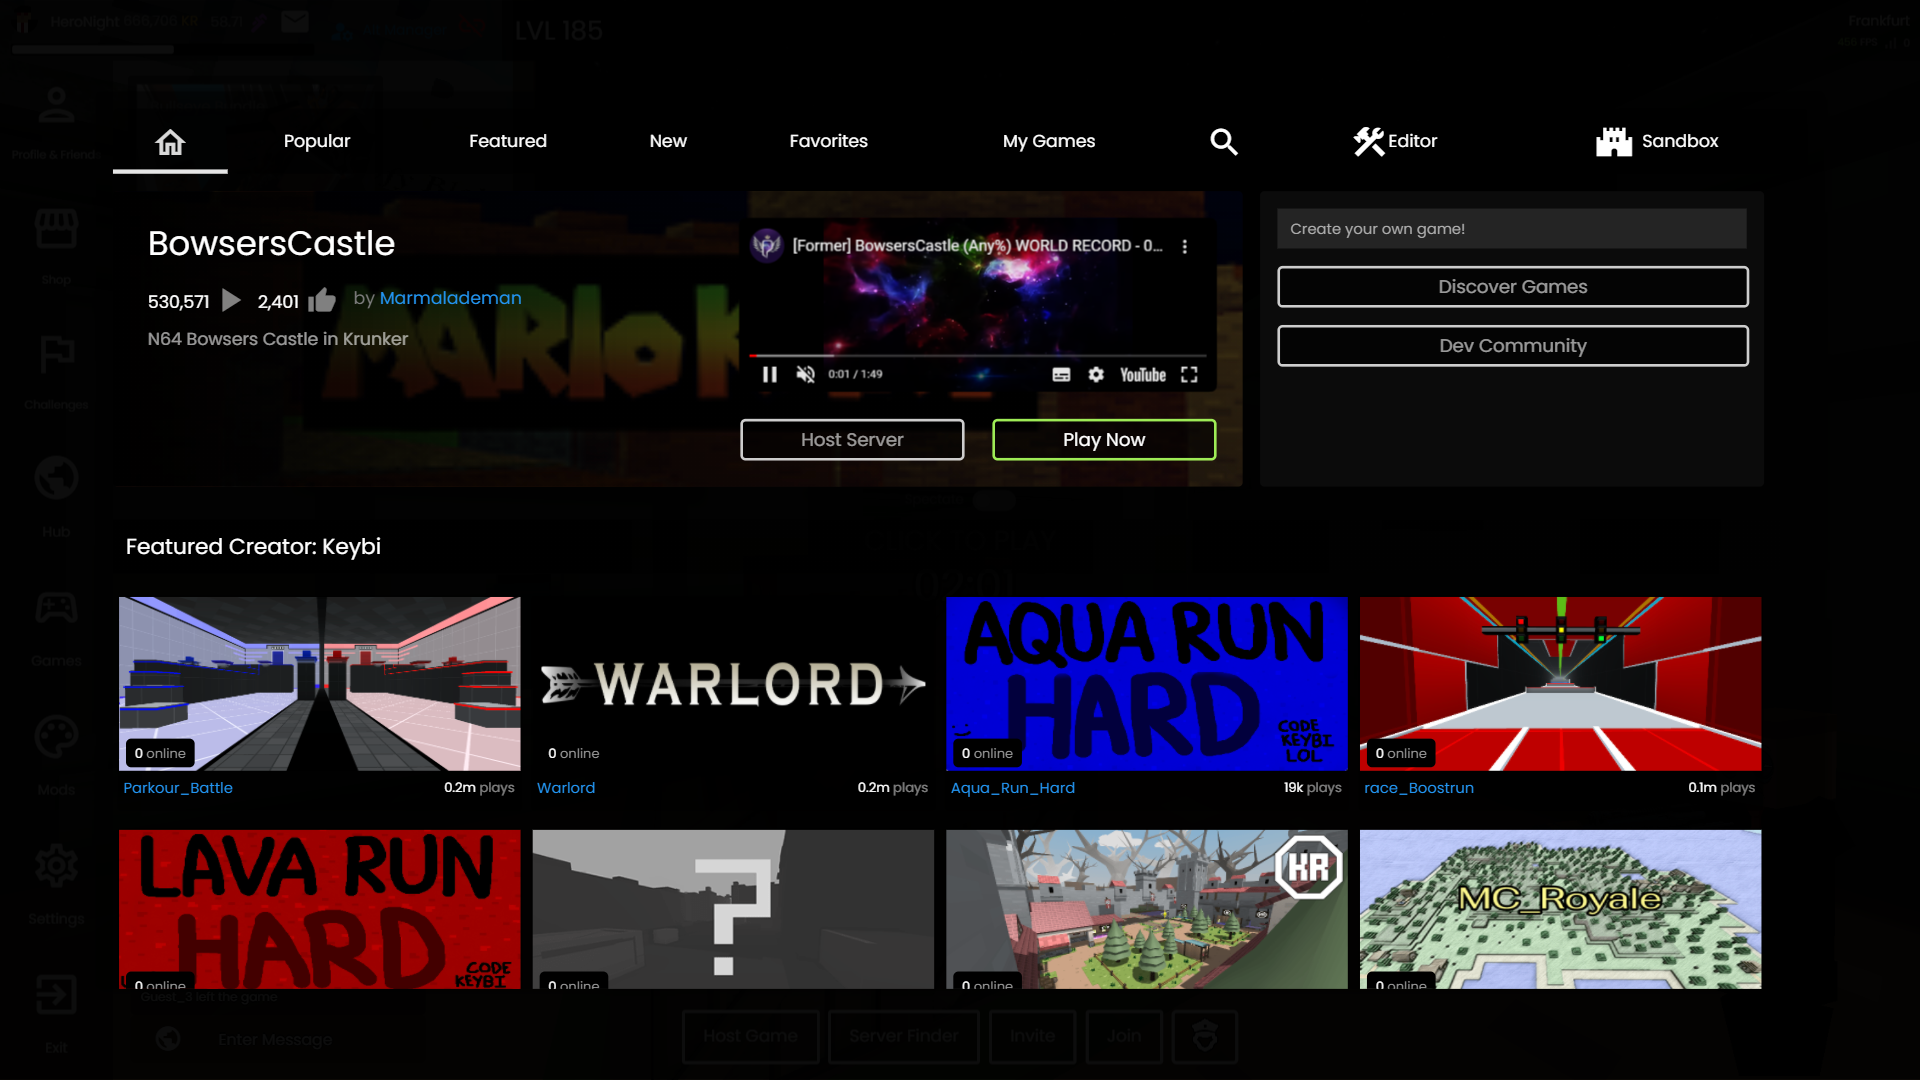 HeroNight
LVL 185
Frankfurt
Profile & Friends
Shop
Challenges
Hub
Games
Mods
Settings
Exit
Popular
Featured
New
Favorites
My Games
Editor
Sandbox
BowsersCastle
530,571
2,401
by Marmalademan
N64 Bowsers Castle in Krunker
MARIO K
[Former] BowsersCastle (Any%) WORLD RECORD - 0...
0:01 / 1:49
YouTube
Host Server
Play Now
Create your own game!
Discover Games
Dev Community
Featured Creator: Keybi
0 online
Parkour_Battle
0.2m plays
WARLORD
0 online
Warlord
0.2m plays
AQUA RUN
HARD
CODE
KEYBI
LOL
0 online
Aqua_Run_Hard
19k plays
0 online
race_Boostrun
0.1m plays
LAVA RUN
HARD
CODE
KEYBI
0 online
?
0 online
KR
0 online
MC_Royale
0 online
Guest_3 left the game
Enter Message
Host Game
Server Finder
Invite
Join